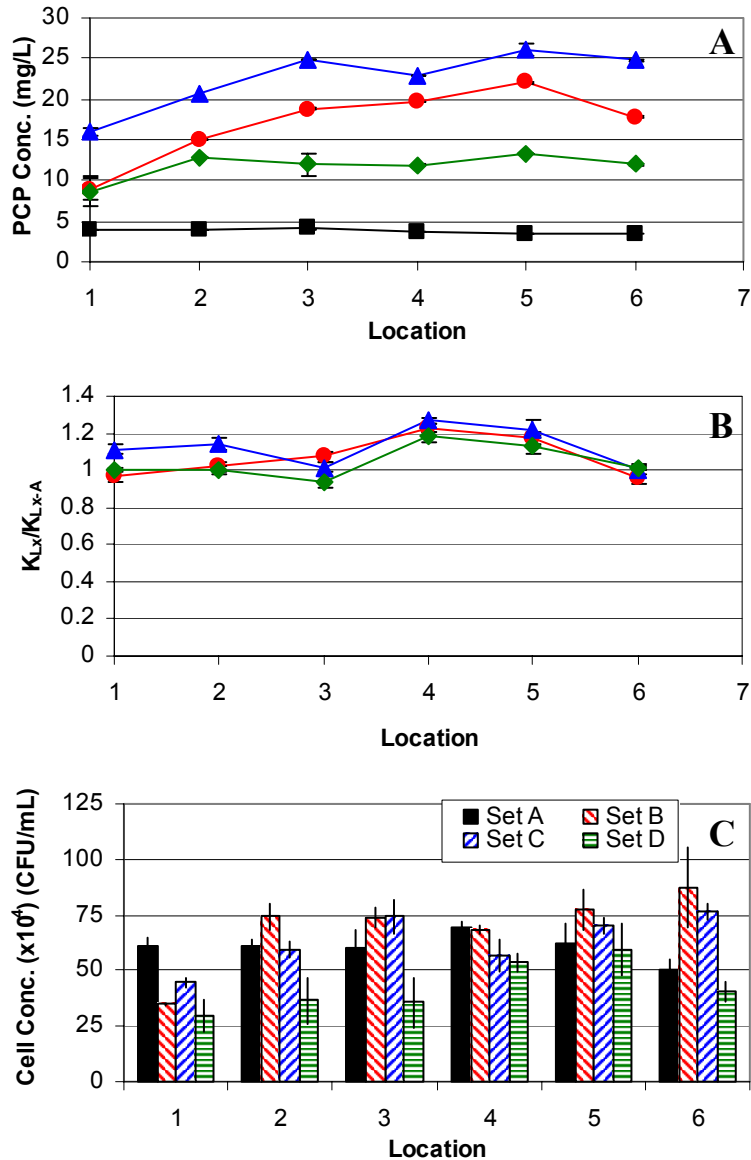 A
PCP Conc. (mg/L)
30
25
20
15
10
5
0
1 2 3 4 5 6 7
Location
B
K_Lx/K_Lx-A
1.4
1.2
1
0.8
0.6
0.4
0.2
0
1 2 3 4 5 6 7
Location
C
Cell Conc. (x10⁴) (CFU/mL)
125
100
75
50
25
0
Set A Set B
Set C Set D
1 2 3 4 5 6
Location